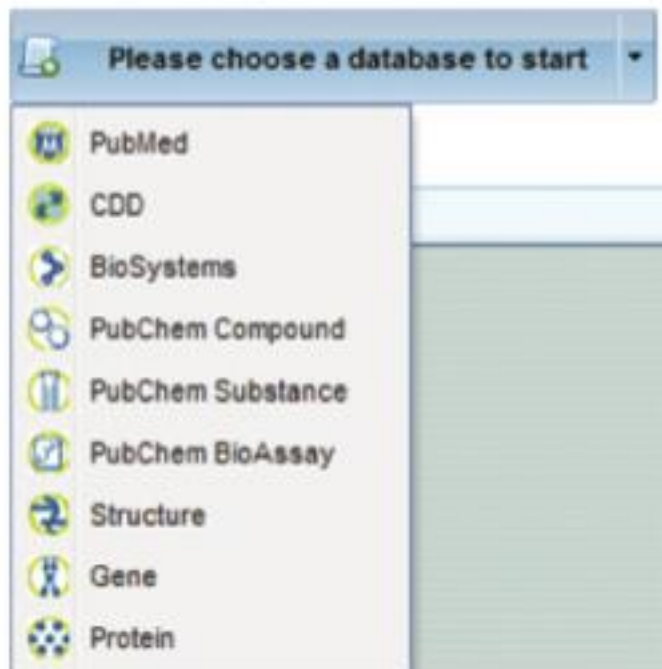 Please choose a database to start
PubMed
CDD
BioSystems
PubChem Compound
PubChem Substance
PubChem BioAssay
Structure
Gene
Protein